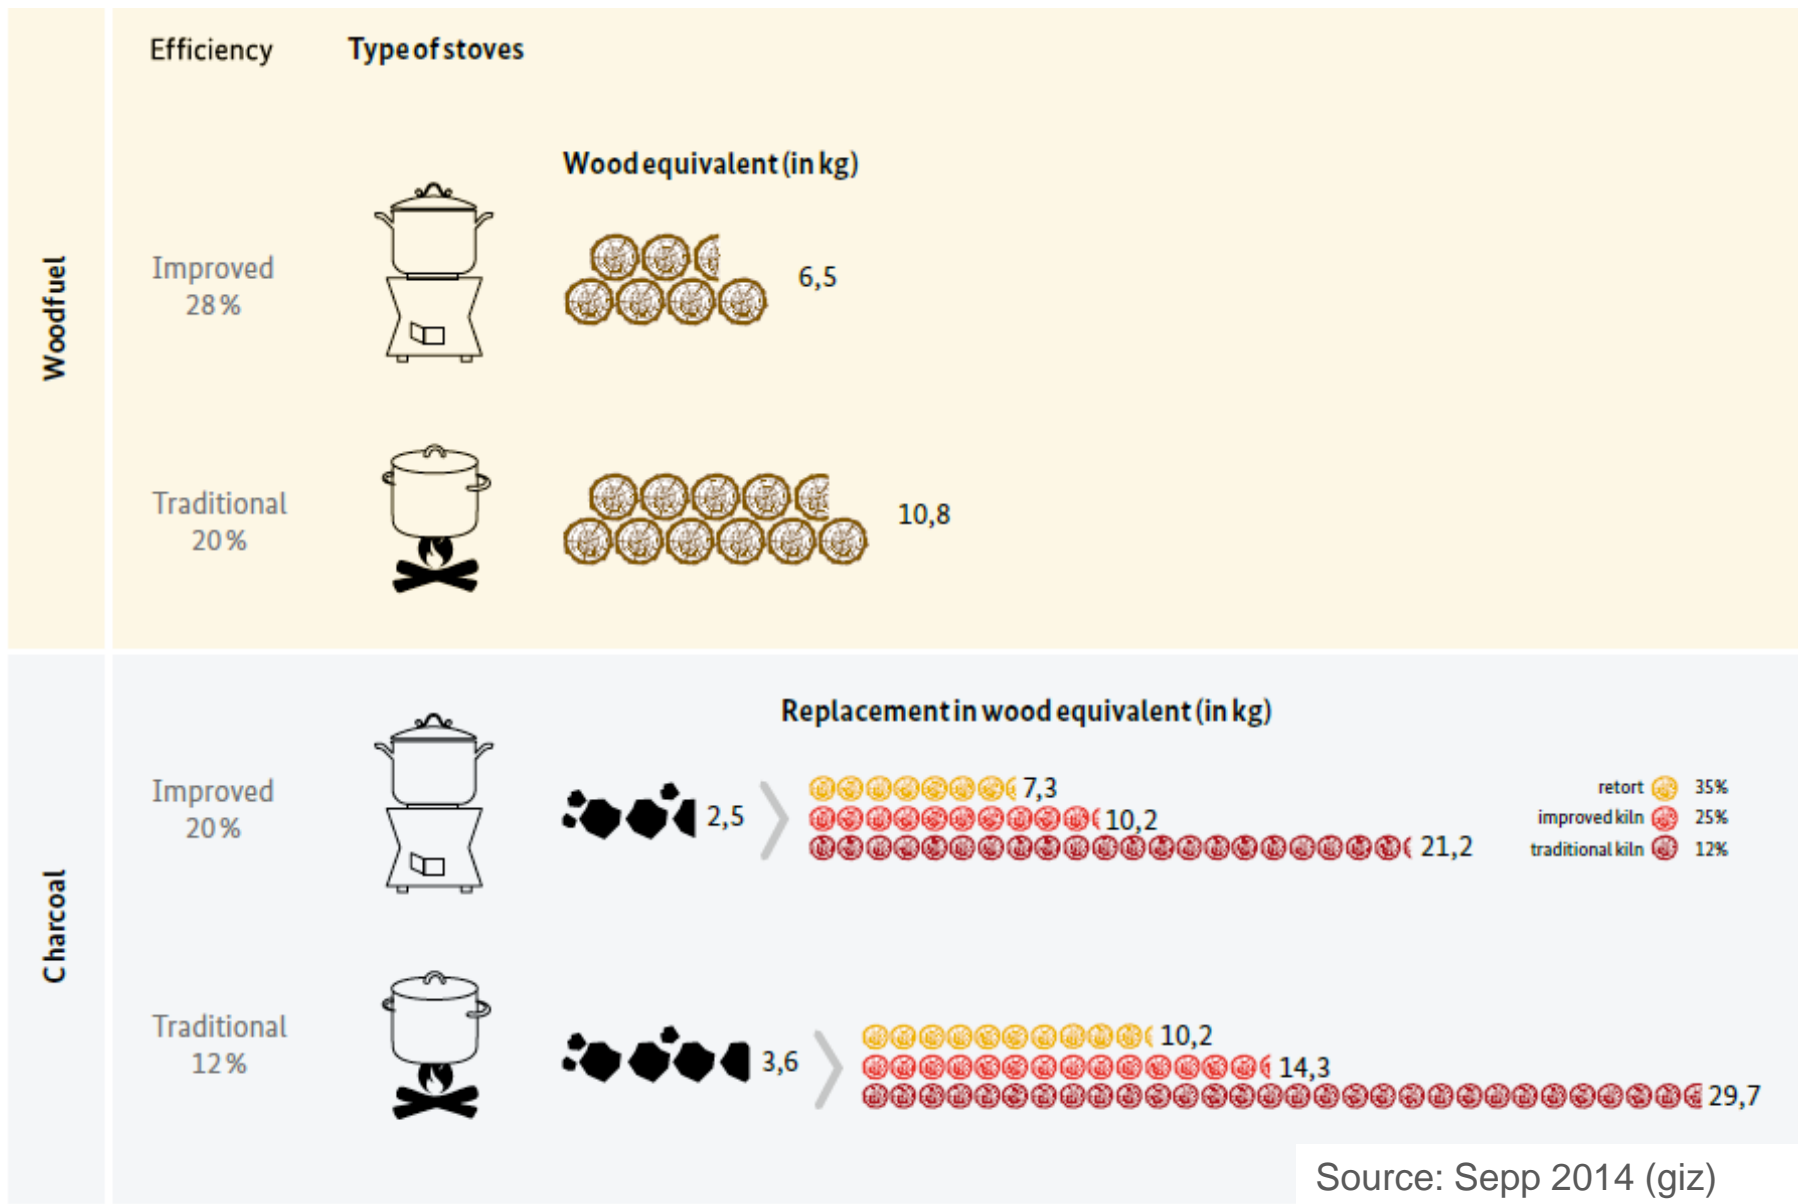 Efficiency
Type of stoves
Woodfuel
Wood equivalent (in kg)
Improved
28 %
6,5
Traditional
20 %
10,8
Charcoal
Replacement in wood equivalent (in kg)
Improved
20 %
2,5
7,3
10,2
21,2
retort 35%
improved kiln 25%
traditional kiln 12%
Traditional
12 %
3,6
10,2
14,3
29,7
Source: Sepp 2014 (giz)